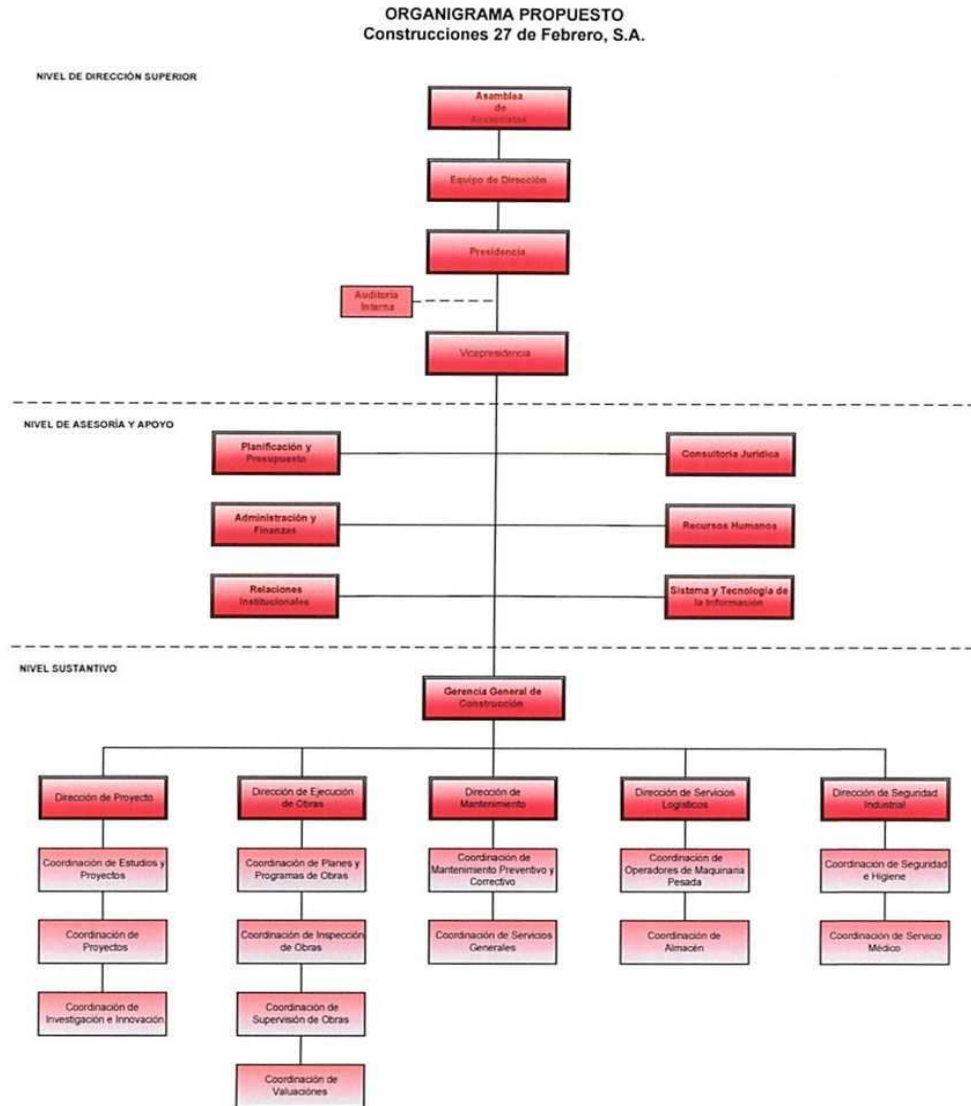 ORGANIGRAMA PROPUESTO
Construcciones 27 de Febrero, S.A.
NIVEL DE DIRECCIÓN SUPERIOR
Asamblea
de
Accionistas
Equipo de Dirección
Presidencia
Auditoría
Interna
Vicepresidencia
NIVEL DE ASESORÍA Y APOYO
Planificación y
Presupuesto
Consultoría Jurídica
Administración y
Finanzas
Recursos Humanos
Relaciones
Institucionales
Sistema y Tecnología de
la Información
NIVEL SUSTANTIVO
Gerencia General de
Construcción
Dirección de Proyecto
Dirección de Ejecución
de Obras
Dirección de
Mantenimiento
Dirección de Servicios
Logísticos
Dirección de Seguridad
Industrial
Coordinación de Estudios y
Proyectos
Coordinación de Planes y
Programas de Obras
Coordinación de
Mantenimiento Preventivo y
Correctivo
Coordinación de
Operadores de Maquinaria
Pesada
Coordinación de Seguridad
e Higiene
Coordinación de
Proyectos
Coordinación de Inspección
de Obras
Coordinación de Servicios
Generales
Coordinación de
Almacén
Coordinación de Servicio
Médico
Coordinación de
Investigación e Innovación
Coordinación de
Supervisión de Obras
Coordinación de
Valuaciónes